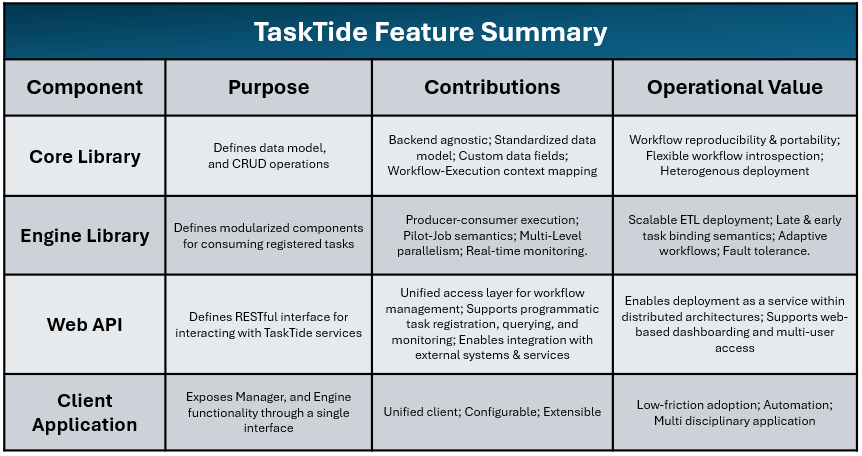 TaskTide Feature Summary
Component
Purpose
Contributions
Operational Value
Core Library
Defines data model,
and CRUD operations
Backend agnostic; Standardized data
model; Custom data fields;
Workflow-Execution context mapping
Workflow reproducibility & portability;
Flexible workflow introspection;
Heterogenous deployment
Engine Library
Defines modularized components
for consuming registered tasks
Producer-consumer execution;
Pilot-Job semantics; Multi-Level
parallelism; Real-time monitoring.
Scalable ETL deployment; Late & early
task binding semantics; Adaptive
workflows; Fault tolerance.
Web API
Defines RESTful interface for
interacting with TaskTide services
Unified access layer for workflow
management; Supports programmatic
task registration, querying, and
monitoring; Enables integration with
external systems & services
Enables deployment as a service within
distributed architectures; Supports web-
based dashboarding and multi-user
access
Client
Application
Exposes Manager, and Engine
functionality through a single
interface
Unified client; Configurable; Extensible
Low-friction adoption; Automation;
Multi disciplinary application